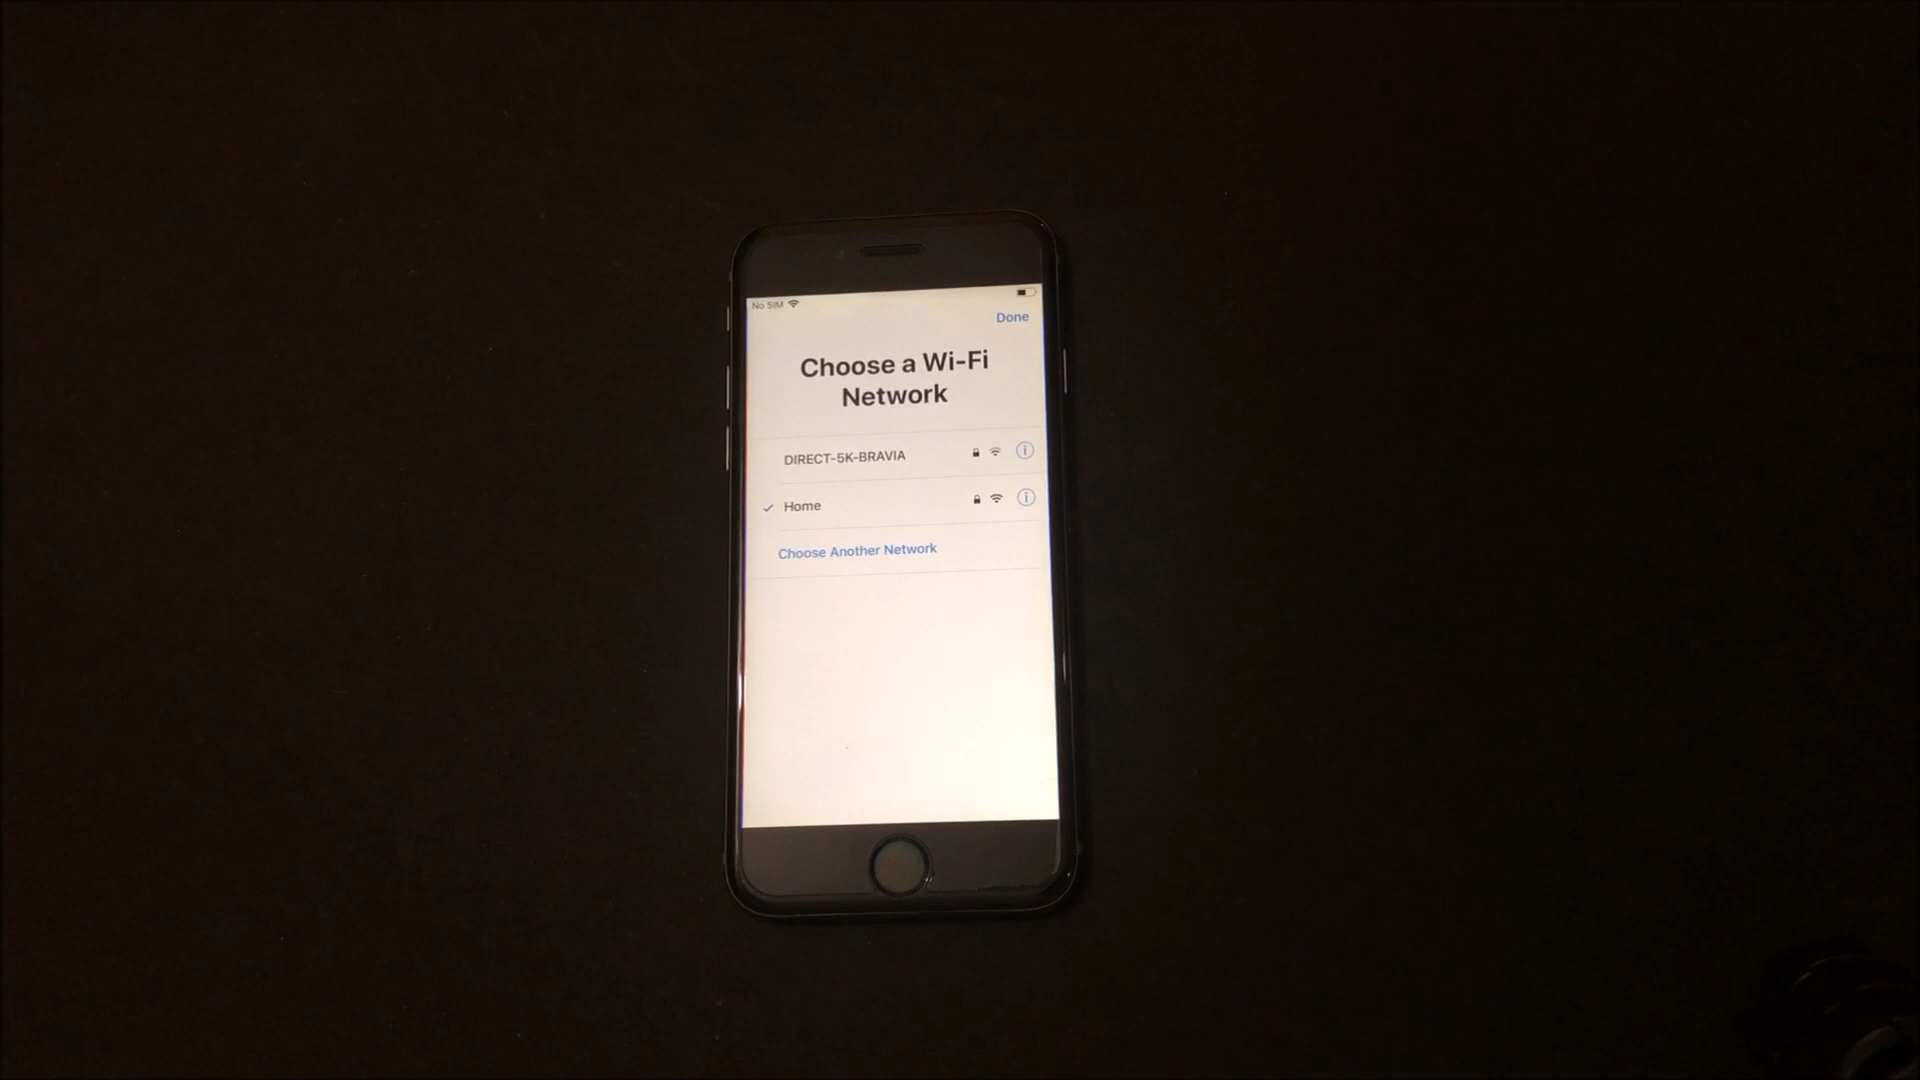 No SIM
Done
Choose a Wi-Fi
Network
DIRECT-5K-BRAVIA
Home
Choose Another Network